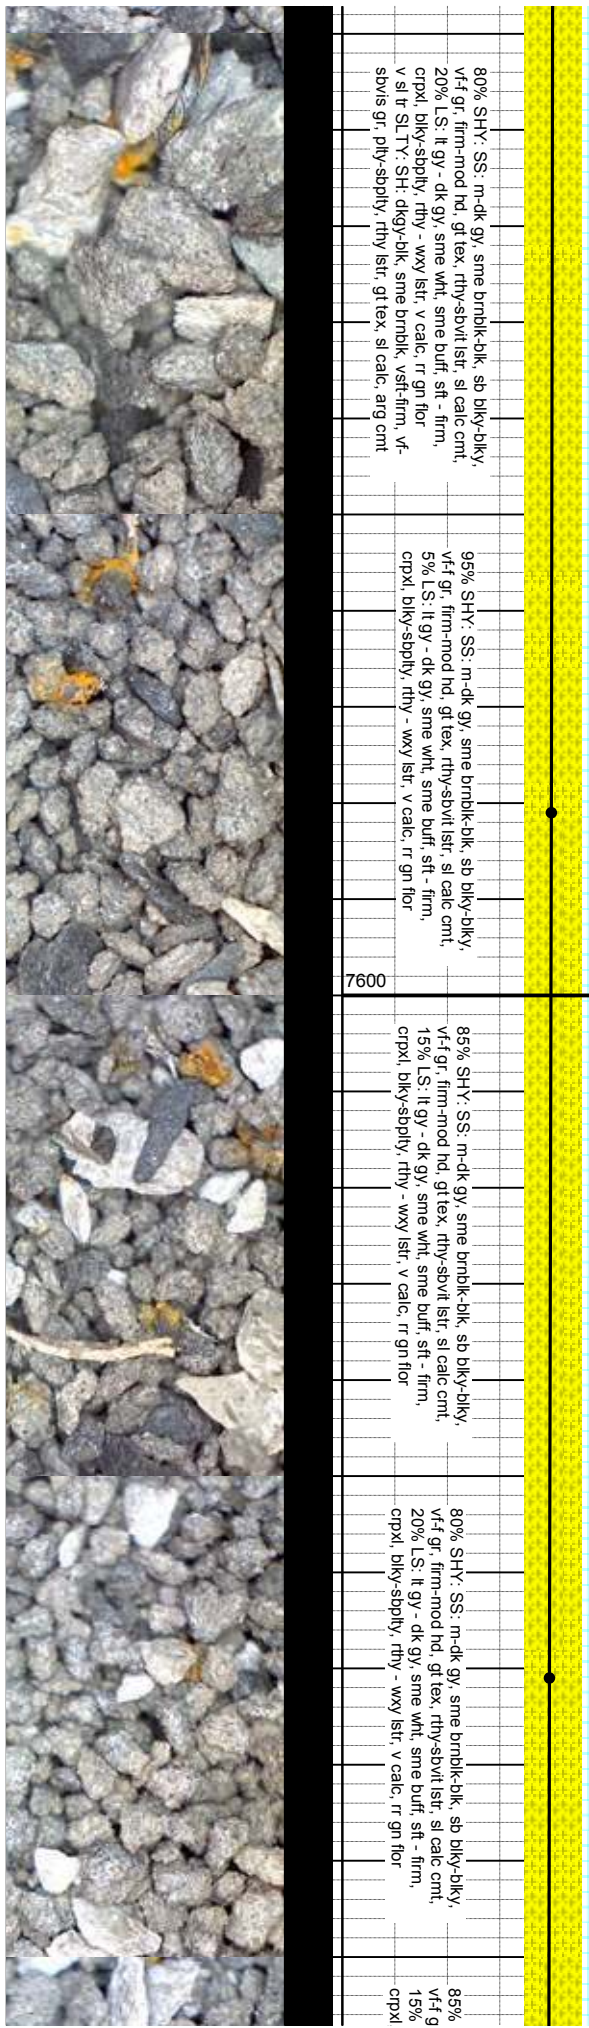 80% SHY: SS: m-dk gy, sme brnblk-blk, sb blky-blky,
vf-f gr, firm-mod hd, gt tex, rthy-sbvit lstr, sl calc cmt,
20% LS: lt gy - dk gy, sme wht, sme buff, sft - firm,
crpxl, blky-sbplty, rthy - wxy lstr, v calc, rr gn flor
v sl tr SLTY: SH: dkgy-blk, sme brnblk, vsft-firm, vf-
sbvis gr, plty-sbplty, rthy lstr, gt tex, sl calc, arg cmt
95% SHY: SS: m-dk gy, sme brnblk-blk, sb blky-blky,
vf-f gr, firm-mod hd, gt tex, rthy-sbvit lstr, sl calc cmt,
5% LS: lt gy - dk gy, sme wht, sme buff, sft - firm,
crpxl, blky-sbplty, rthy - wxy lstr, v calc, rr gn flor
7600
85% SHY: SS: m-dk gy, sme brnblk-blk, sb blky-blky,
vf-f gr, firm-mod hd, gt tex, rthy-sbvit lstr, sl calc cmt,
15% LS: lt gy - dk gy, sme wht, sme buff, sft - firm,
crpxl, blky-sbplty, rthy - wxy lstr, v calc, rr gn flor
80% SHY: SS: m-dk gy, sme brnblk-blk, sb blky-blky,
vf-f gr, firm-mod hd, gt tex, rthy-sbvit lstr, sl calc cmt,
20% LS: lt gy - dk gy, sme wht, sme buff, sft - firm,
crpxl, blky-sbplty, rthy - wxy lstr, v calc, rr gn flor
85%
vf-f g
15%
crpxl